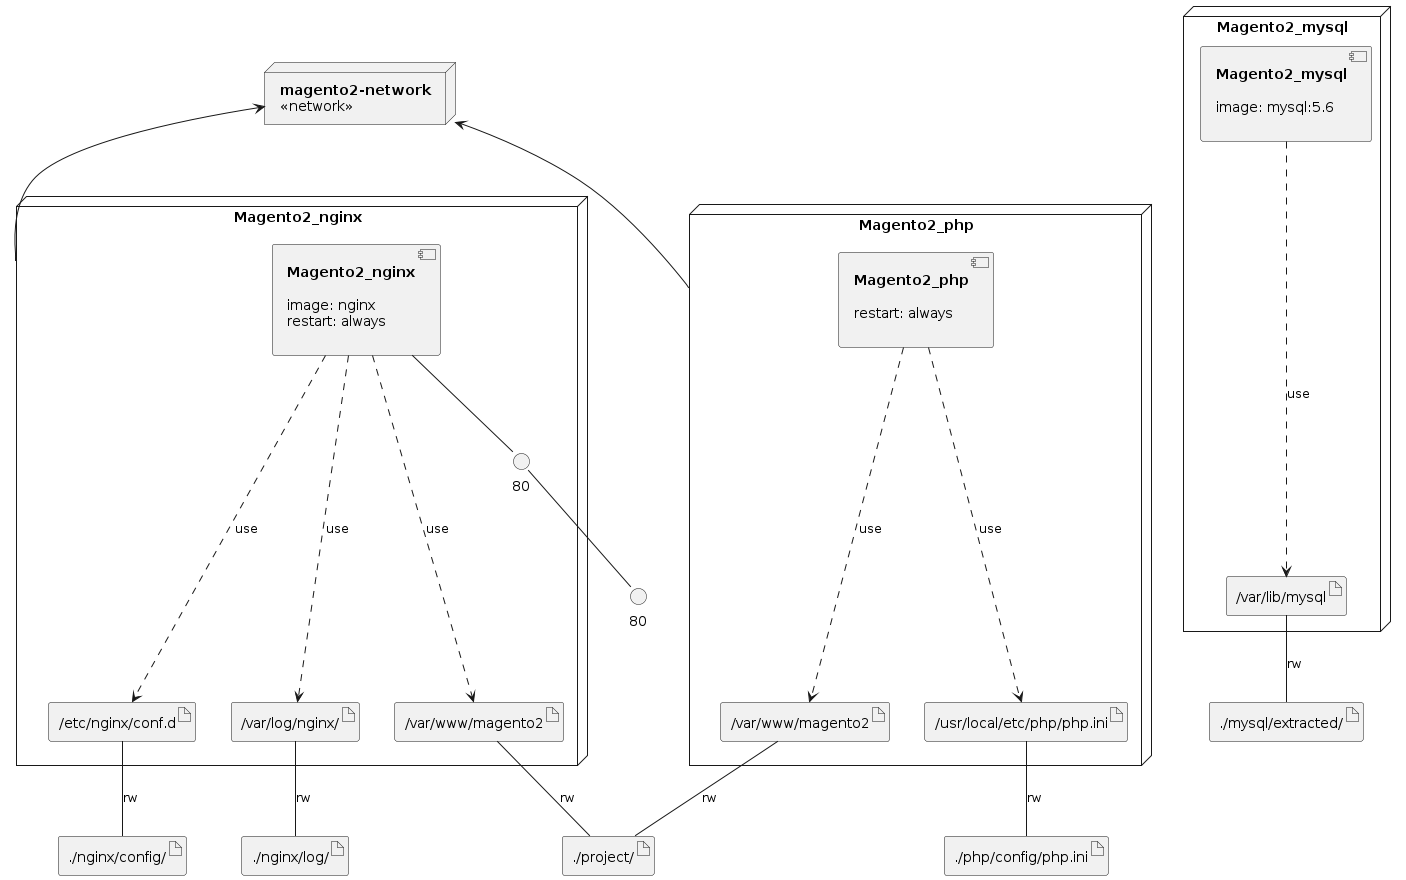 Magento2_mysql
Magento2_mysql
image: mysql:5.6
magento2-network
«network»
Magento2_nginx
Magento2_nginx
image: nginx
restart: always
Magento2_php
Magento2_php
restart: always
use
80
use
use
use
use
use
80
/var/lib/mysql
rw
/etc/nginx/conf.d
/var/log/nginx/
/var/www/magento2
/var/www/magento2
/usr/local/etc/php/php.ini
./mysql/extracted/
rw
rw
rw
rw
rw
./nginx/config/
./nginx/log/
./project/
./php/config/php.ini